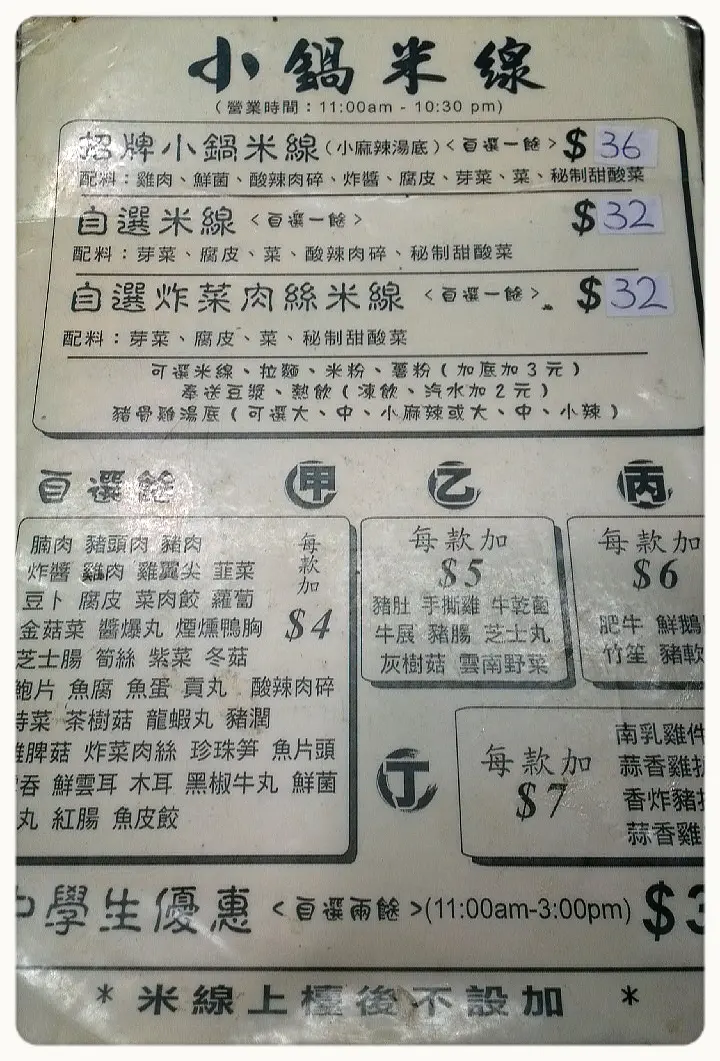 小鍋米線
(營業時間：11:00am - 10:30 pm)
招牌小鍋米線(小麻辣湯底)<自選一餸> $ 36
配料：雞肉、鮮菌、酸辣肉碎、炸醬、腐皮、芽菜、菜、秘制甜酸菜
自選米線 <自選一餸> $ 32
配料：芽菜、腐皮、菜、酸辣肉碎、秘制甜酸菜
自選炸菜肉絲米線 <自選一餸> $ 32
配料：芽菜、腐皮、菜、秘制甜酸菜
可選米線、拉麵、米粉、薯粉(加底加3元)
奉送豆漿、熱飲(凍飲、汽水加2元)
豬骨雞湯底(可選大、中、小麻辣或大、中、小辣)
自選餸
甲
每款加
$4
腩肉 豬頭肉 豬肉
炸醬 雞肉 雞翼尖 韮菜
豆卜 腐皮 菜肉餃 蘿蔔
金菇菜 醬爆丸 煙燻鴨胸
芝士腸 筍絲 紫菜 冬菇
鮑片 魚腐 魚蛋 貢丸 酸辣肉碎
時菜 茶樹菇 龍蝦丸 豬潤
雞脾菇 炸菜肉絲 珍珠笋 魚片頭
吞 鮮雲耳 木耳 黑椒牛丸 鮮菌
丸 紅腸 魚皮餃
乙
每款加
$5
豬肚 手撕雞 牛乾菌
牛展 豬腸 芝士丸
灰樹菇 雲南野菜
丙
每款加
$6
肥牛 鮮鵝
竹笙 豬軟
丁
每款加
$7
南乳雞件
蒜香雞
香炸豬
蒜香雞
中學生優惠 <自選兩餸>(11:00am-3:00pm) $3
* 米線上檯後不設加 *